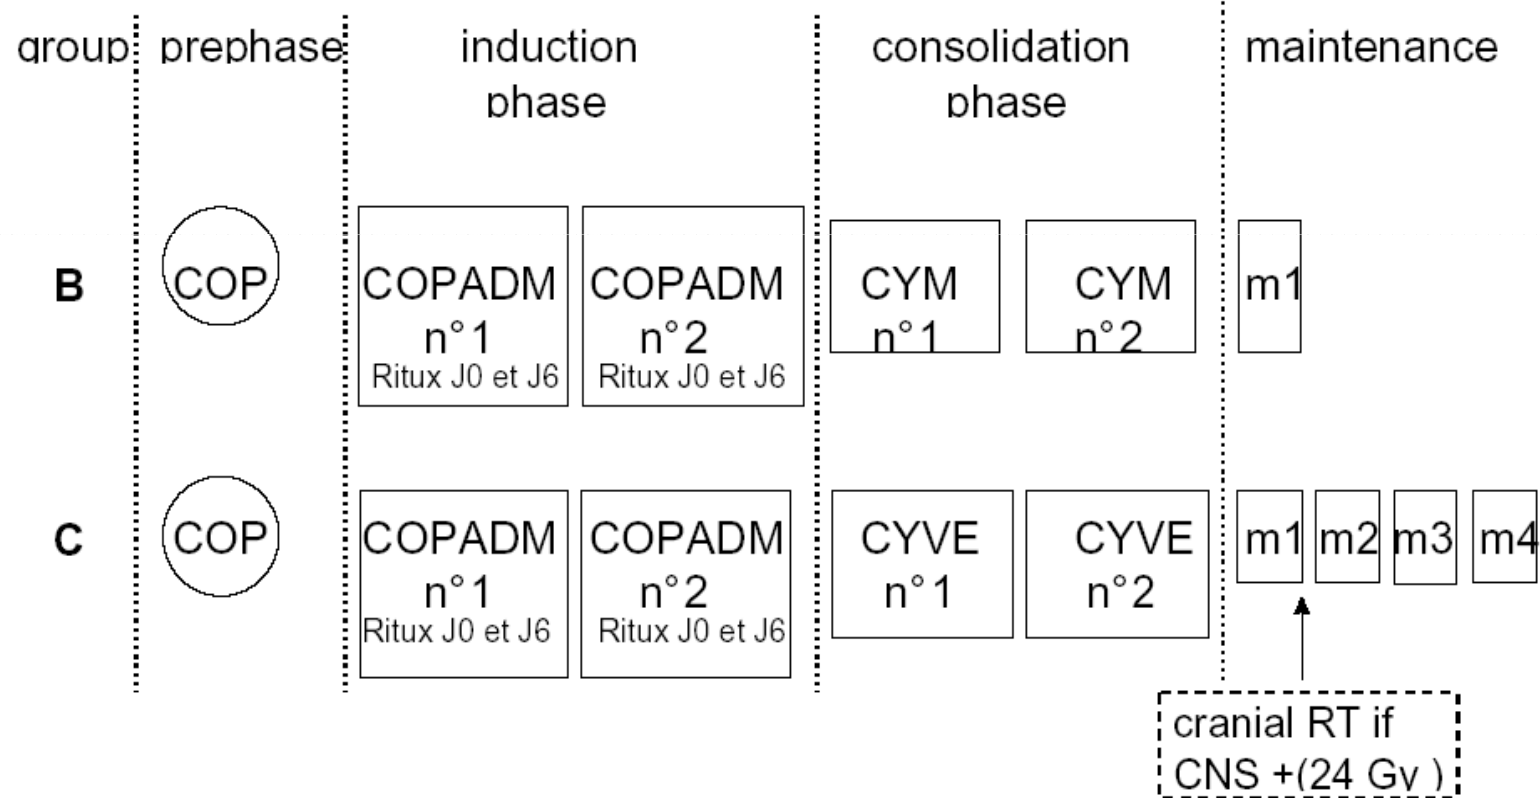 group prephase induction phase consolidation phase maintenance
B COP COPADM n°1 Ritux J0 et J6 COPADM n°2 Ritux J0 et J6 CYM n°1 CYM n°2 m1
C COP COPADM n°1 Ritux J0 et J6 COPADM n°2 Ritux J0 et J6 CYVE n°1 CYVE n°2 m1 m2 m3 m4
cranial RT if
CNS +(24 Gy )